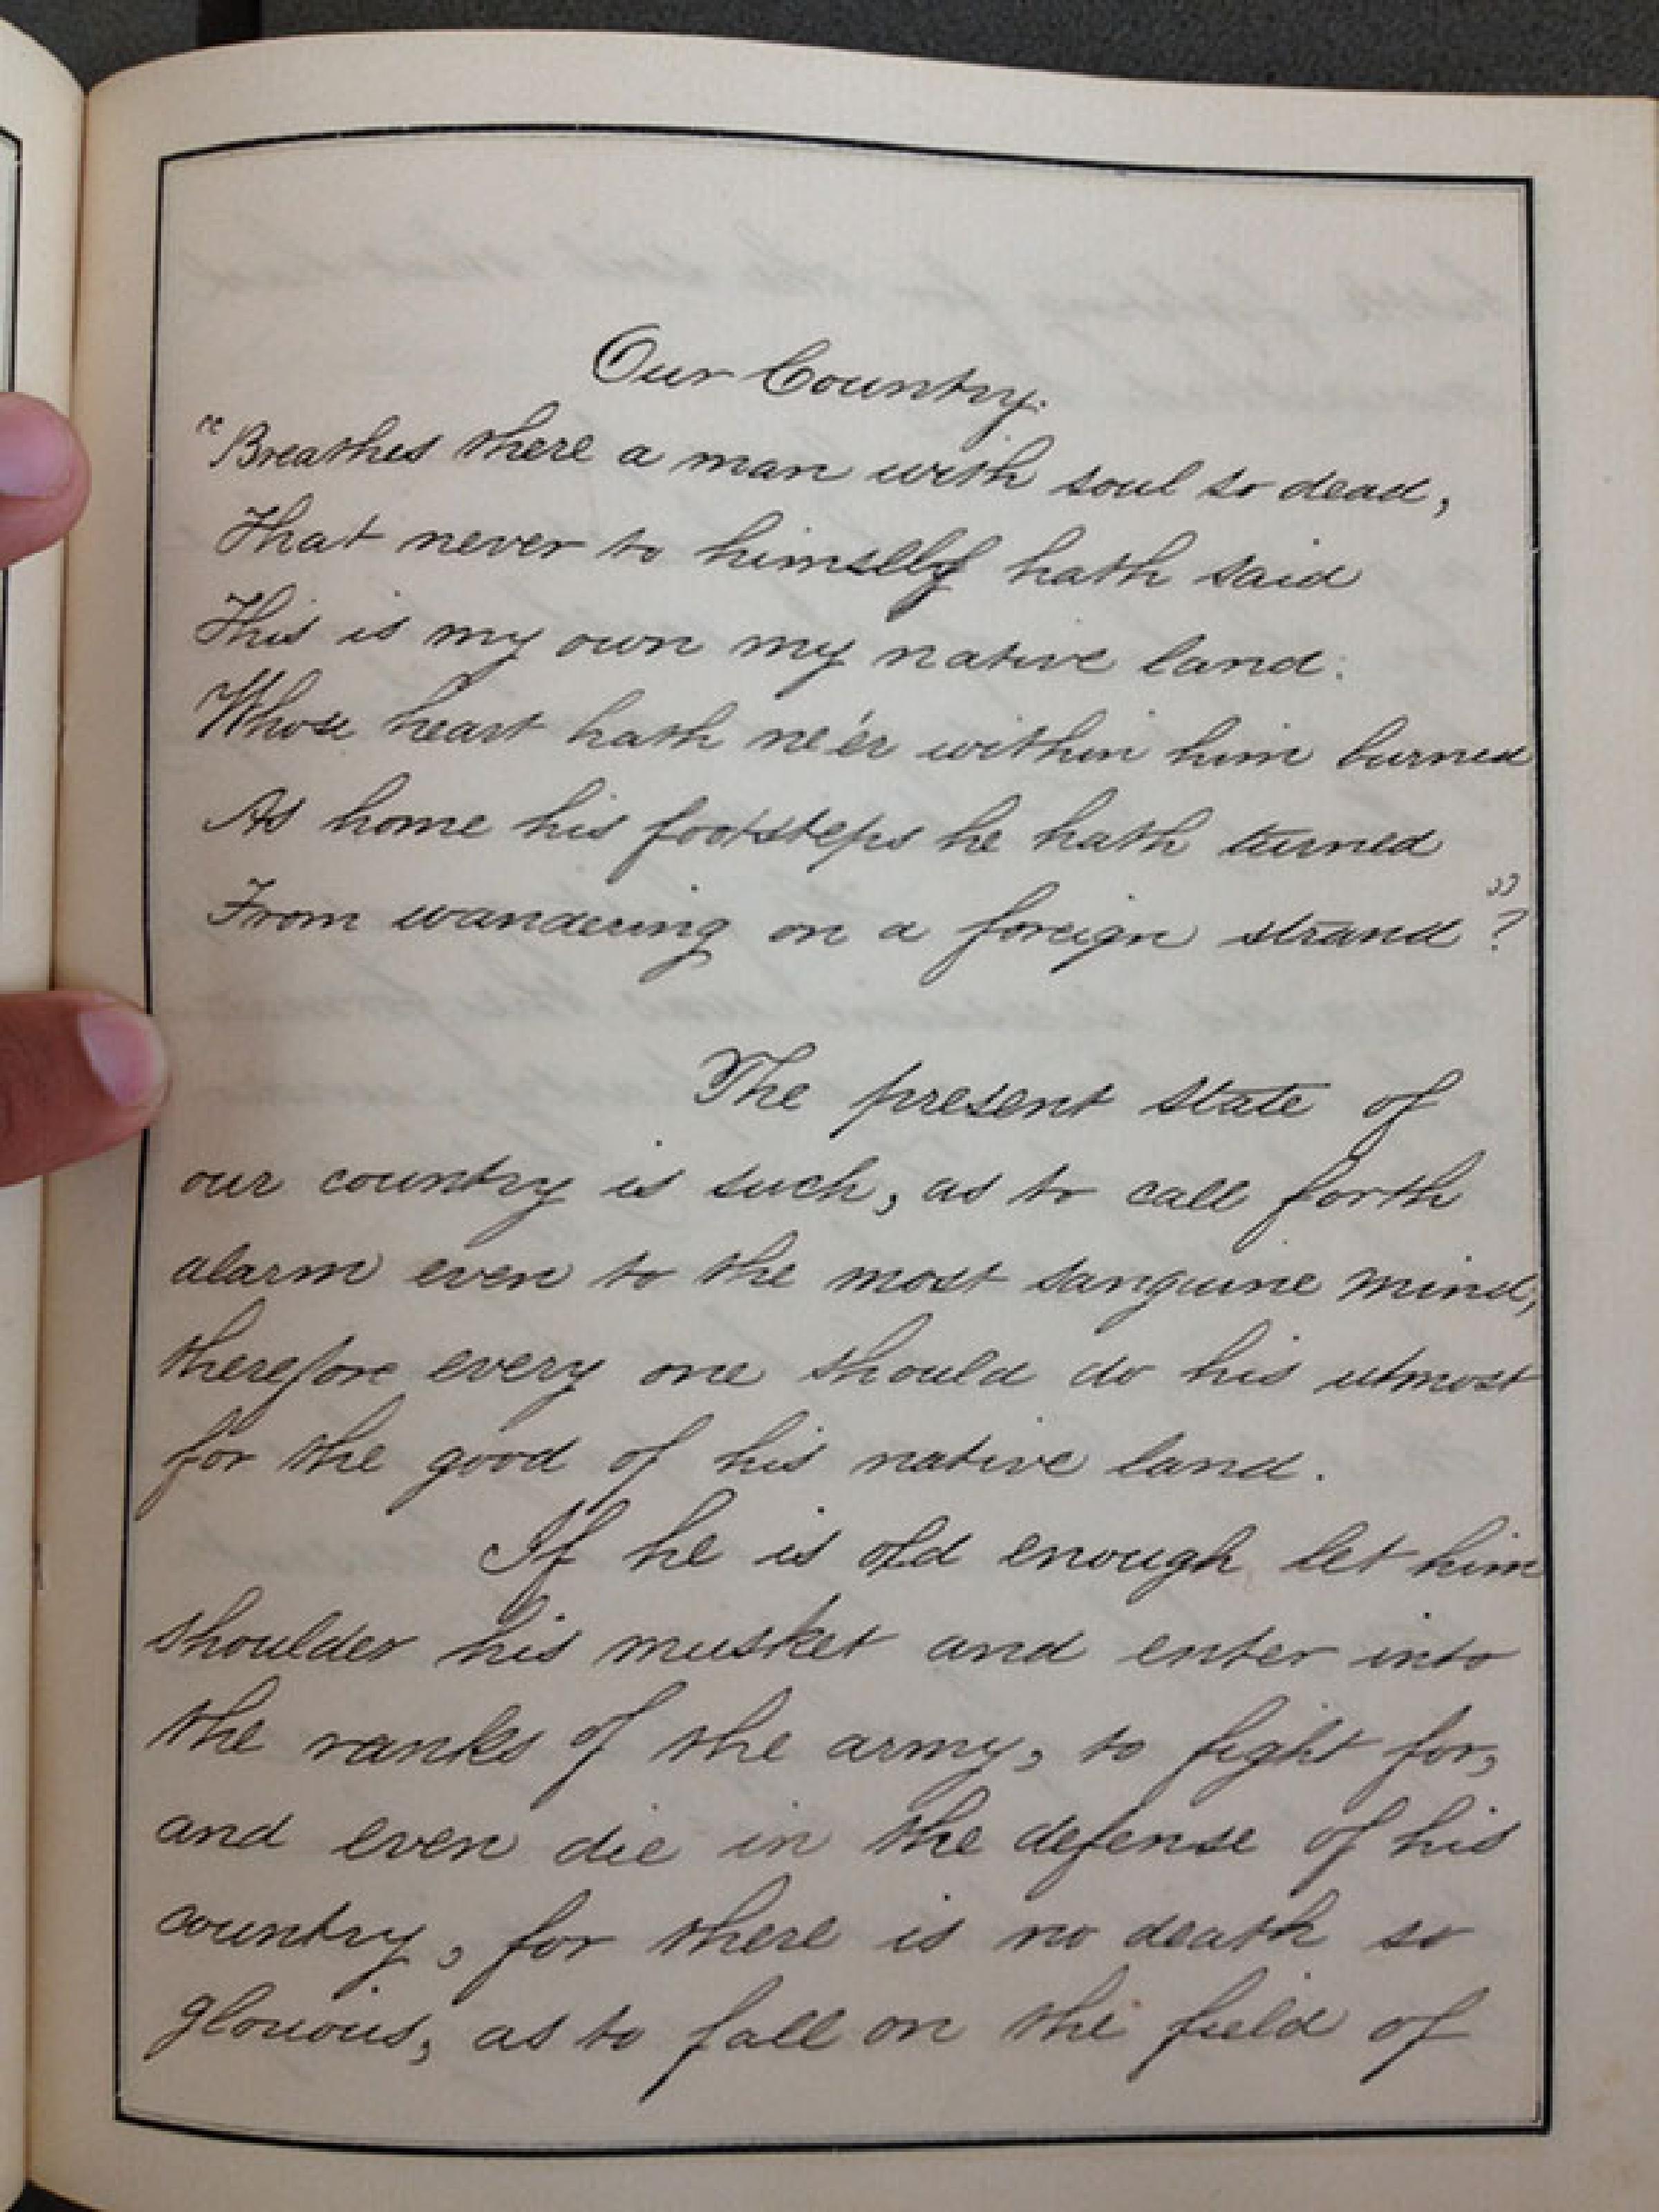 Our Country.
"Breathes there a man with soul so dead,
That never to himself hath said
This is my own my native land.
Whose heart hath ne'er within him burned
As home his footsteps he hath turned
From wandering on a foreign strand"?
The present state of
our country is such, as to call forth
alarm even to the most sanguine mind,
therefore every one should do his utmost
for the good of his native land.
If he is old enough let him
shoulder his musket and enter into
the ranks of the army, to fight for,
and even die in the defense of his
country, for there is no death so
glorious, as to fall on the field of